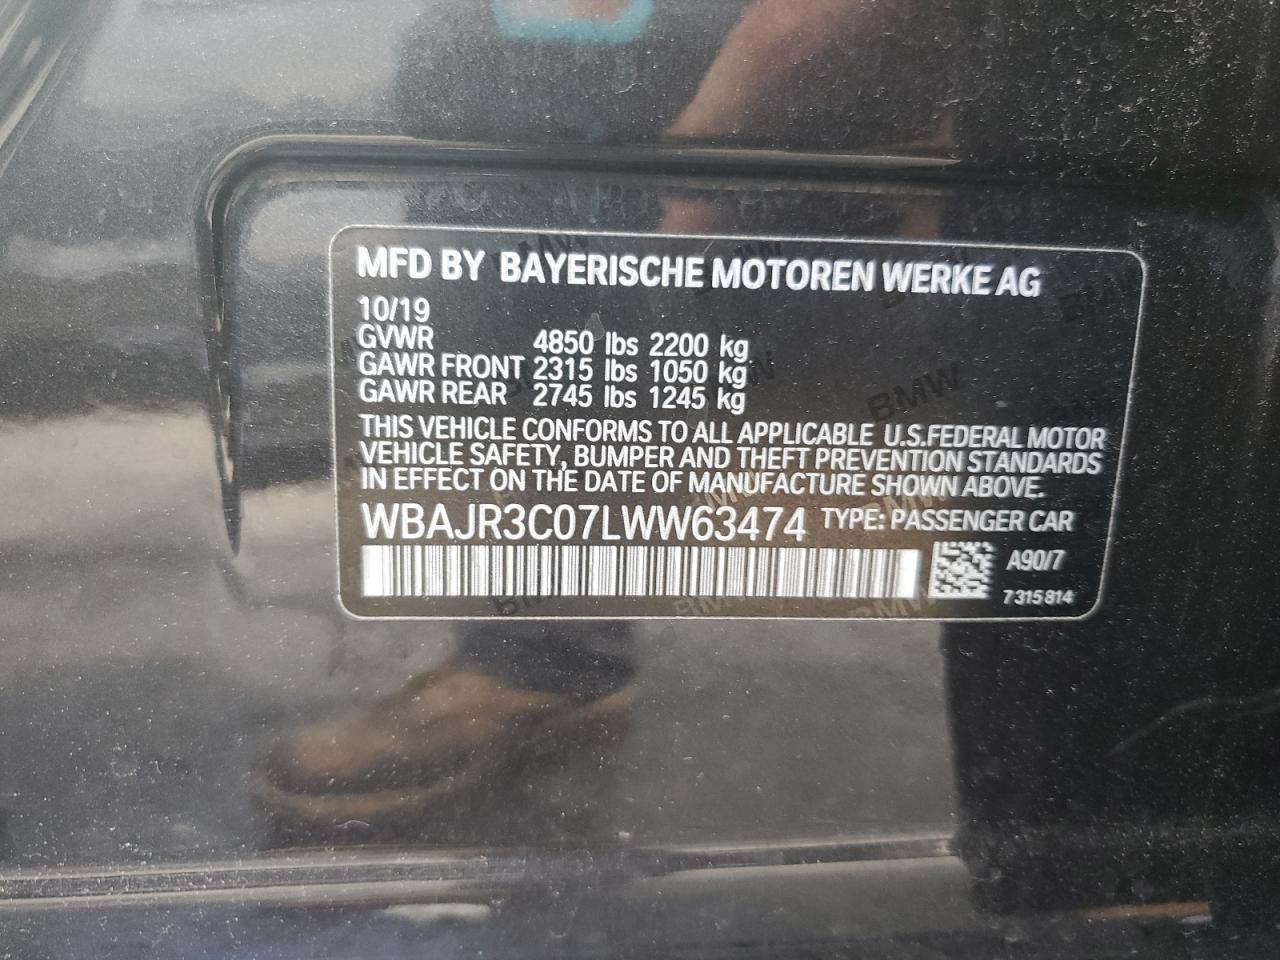 MFD BY BAYERISCHE MOTOREN WERKE AG
10/19
GVWR 4850 lbs 2200 kg
GAWR FRONT 2315 lbs 1050 kg
GAWR REAR 2745 lbs 1245 kg
THIS VEHICLE CONFORMS TO ALL APPLICABLE U.S.FEDERAL MOTOR
VEHICLE SAFETY, BUMPER AND THEFT PREVENTION STANDARDS
IN EFFECT ON THE DATE OF MANUFACTURE SHOWN ABOVE.
WBAJR3C07LWW63474 TYPE: PASSENGER CAR
A90/7
7 315 814